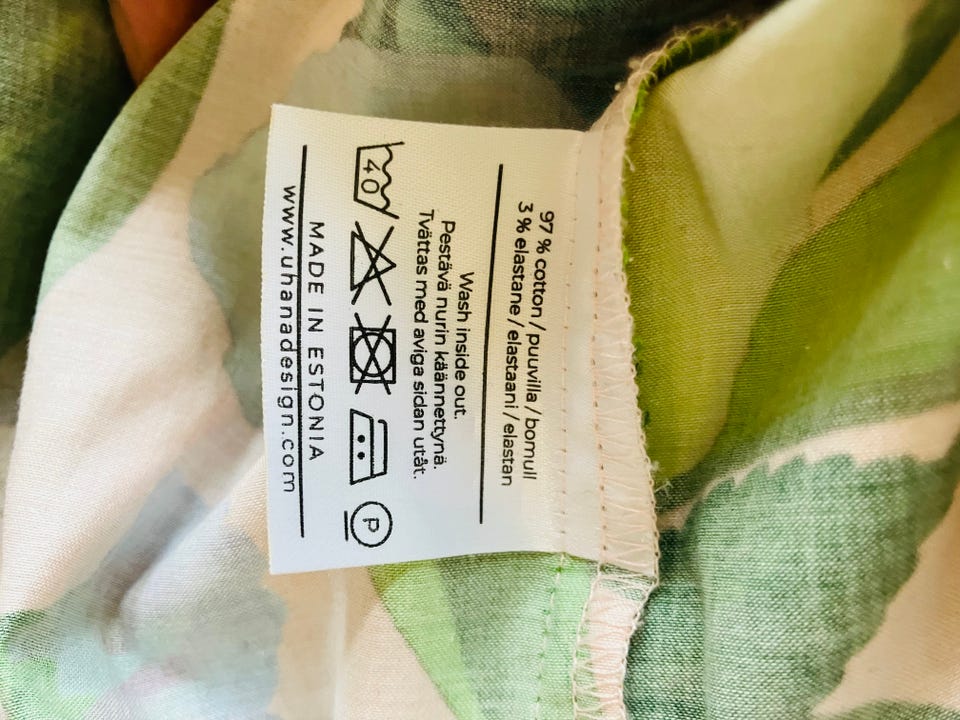 97 % cotton / puuvilla / bomull
3 % elastane / elastaani / elastan
Wash inside out.
Pestävä nurin käännettynä.
Tvättas med aviga sidan utåt.
40
P
MADE IN ESTONIA
www.uhanadesign.com